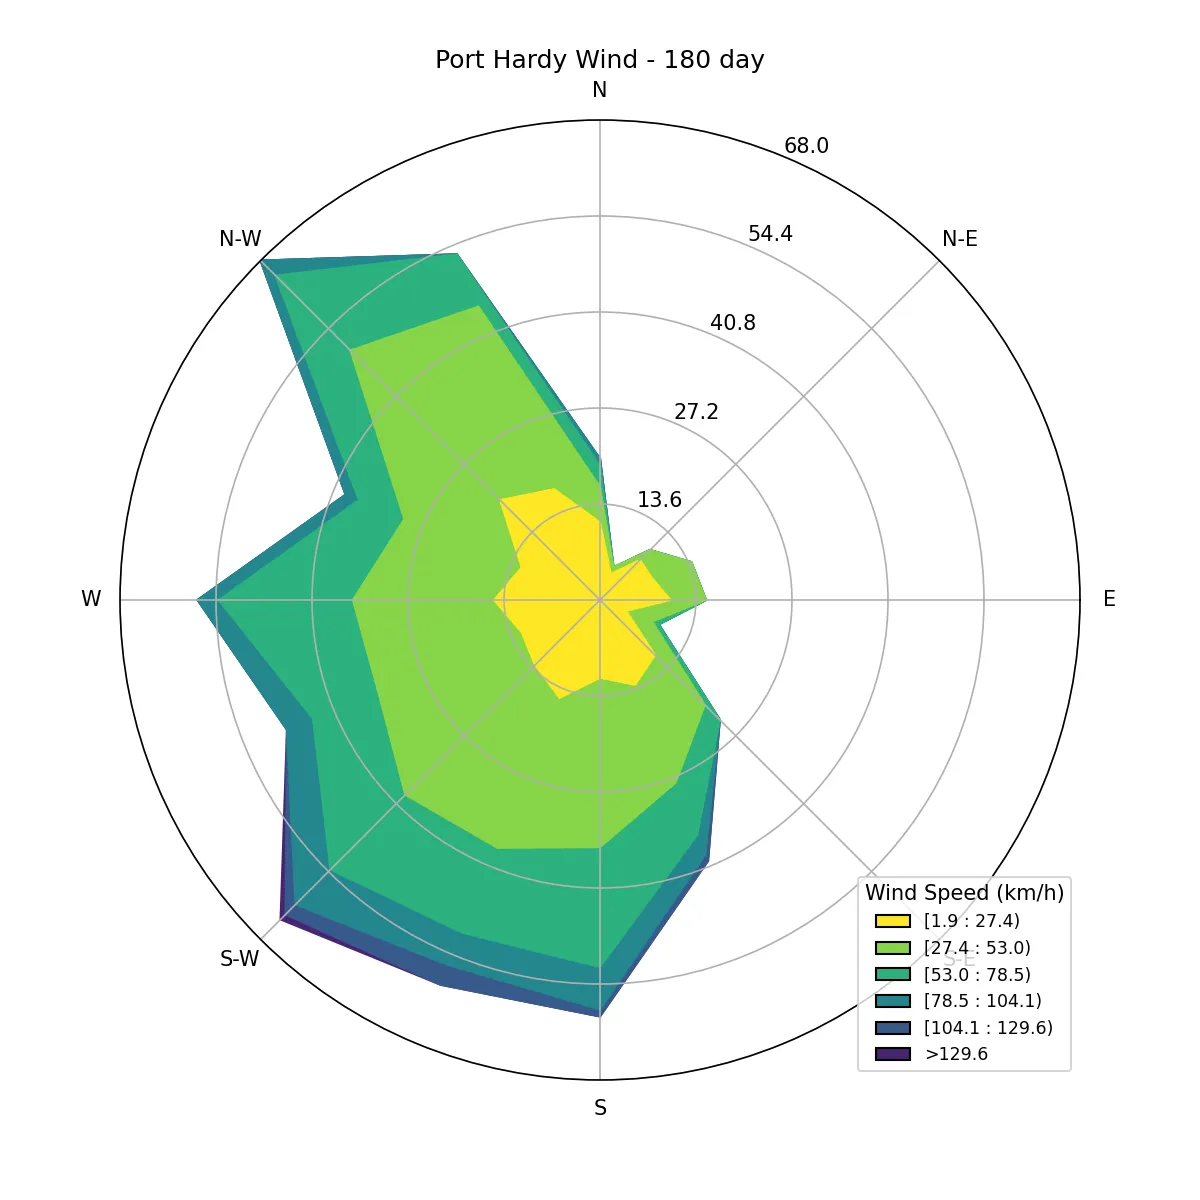 Port Hardy Wind - 180 day
N
68.0
N-W
54.4
N-E
40.8
27.2
13.6
W
E
S-W
S-E
S
Wind Speed (km/h)
[1.9 : 27.4)
[27.4 : 53.0)
[53.0 : 78.5)
[78.5 : 104.1)
[104.1 : 129.6)
>129.6